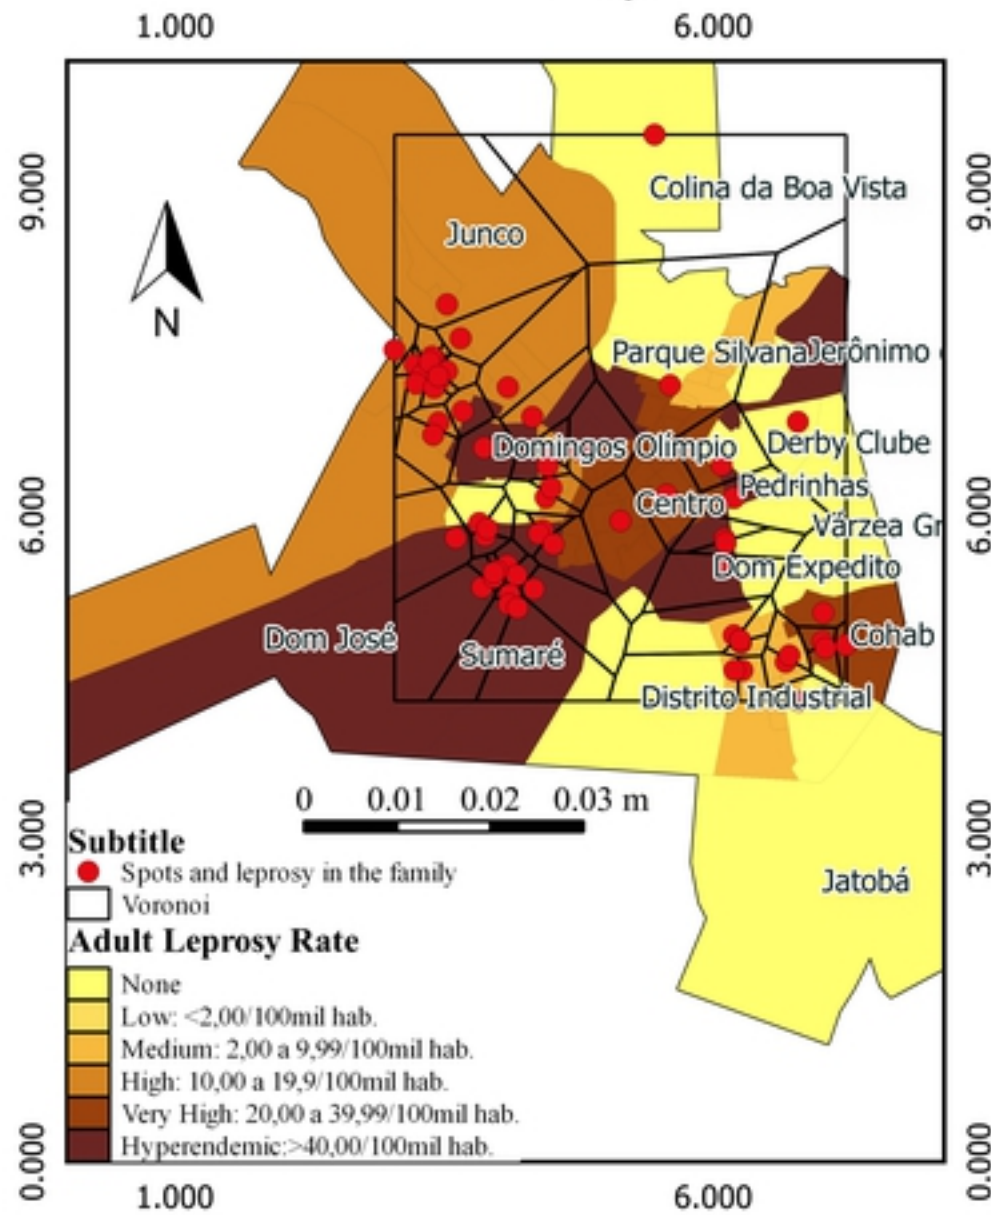 1.000 6.000
9.000 9.000
Colina da Boa Vista
Junco
N
Parque Silvana Jerônimo
Domingos Olímpio Derby Clube
Pedrinhas
Centro
6.000 6.000
Várzea Gr
Dom Expedito
Dom José Sumaré Cohab
Distrito Industrial
0 0.01 0.02 0.03 m
3.000 3.000
Subtitle
Spots and leprosy in the family
Voronoi
Jatobá
Adult Leprosy Rate
None
Low: <2,00/100mil hab.
Medium: 2,00 a 9,99/100mil hab.
High: 10,00 a 19,9/100mil hab.
Very High: 20,00 a 39,99/100mil hab.
Hyperendemic:>40,00/100mil hab.
0.000 0.000
1.000 6.000